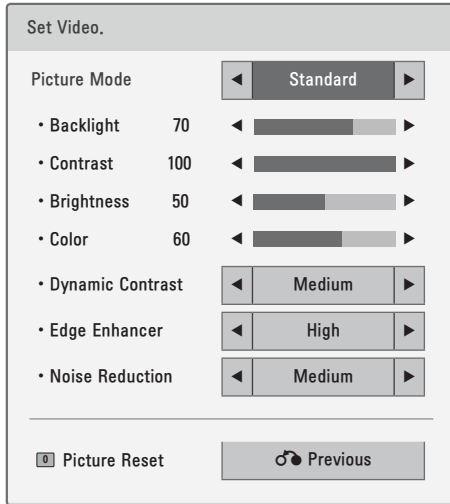 Set Video.
Picture Mode Standard
• Backlight 70
• Contrast 100
• Brightness 50
• Color 60
• Dynamic Contrast Medium
• Edge Enhancer High
• Noise Reduction Medium
0 Picture Reset Previous